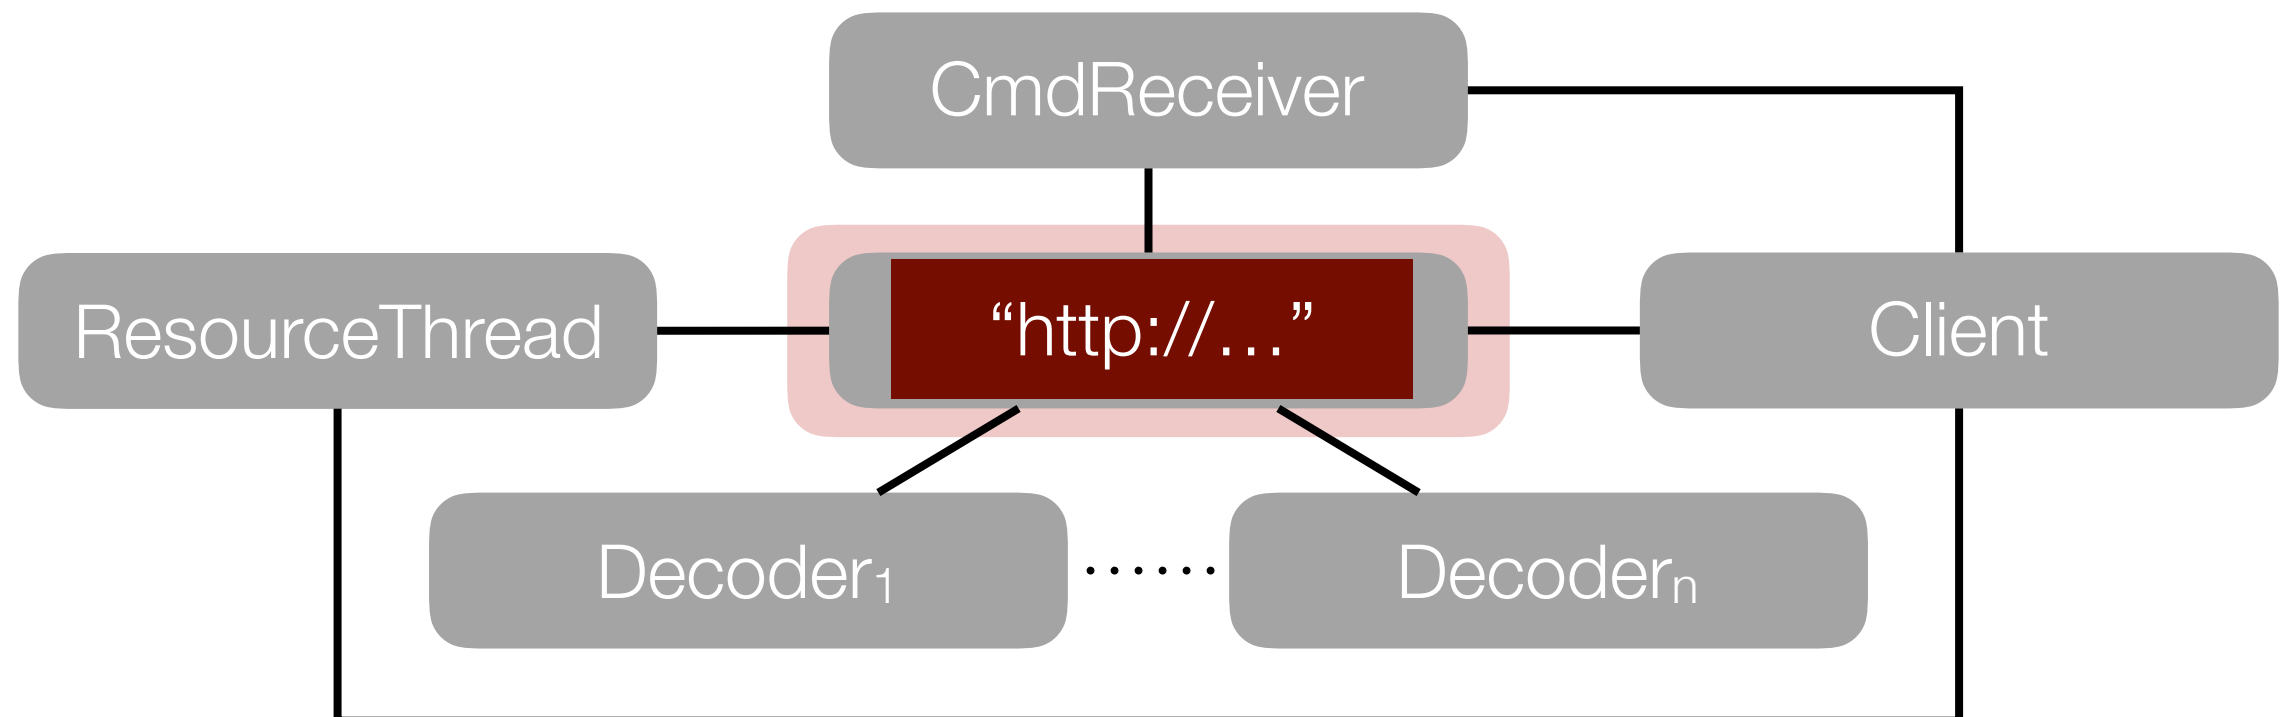 CmdReceiver
ResourceThread
“http://…”
Client
Decoder₁
Decoderₙ